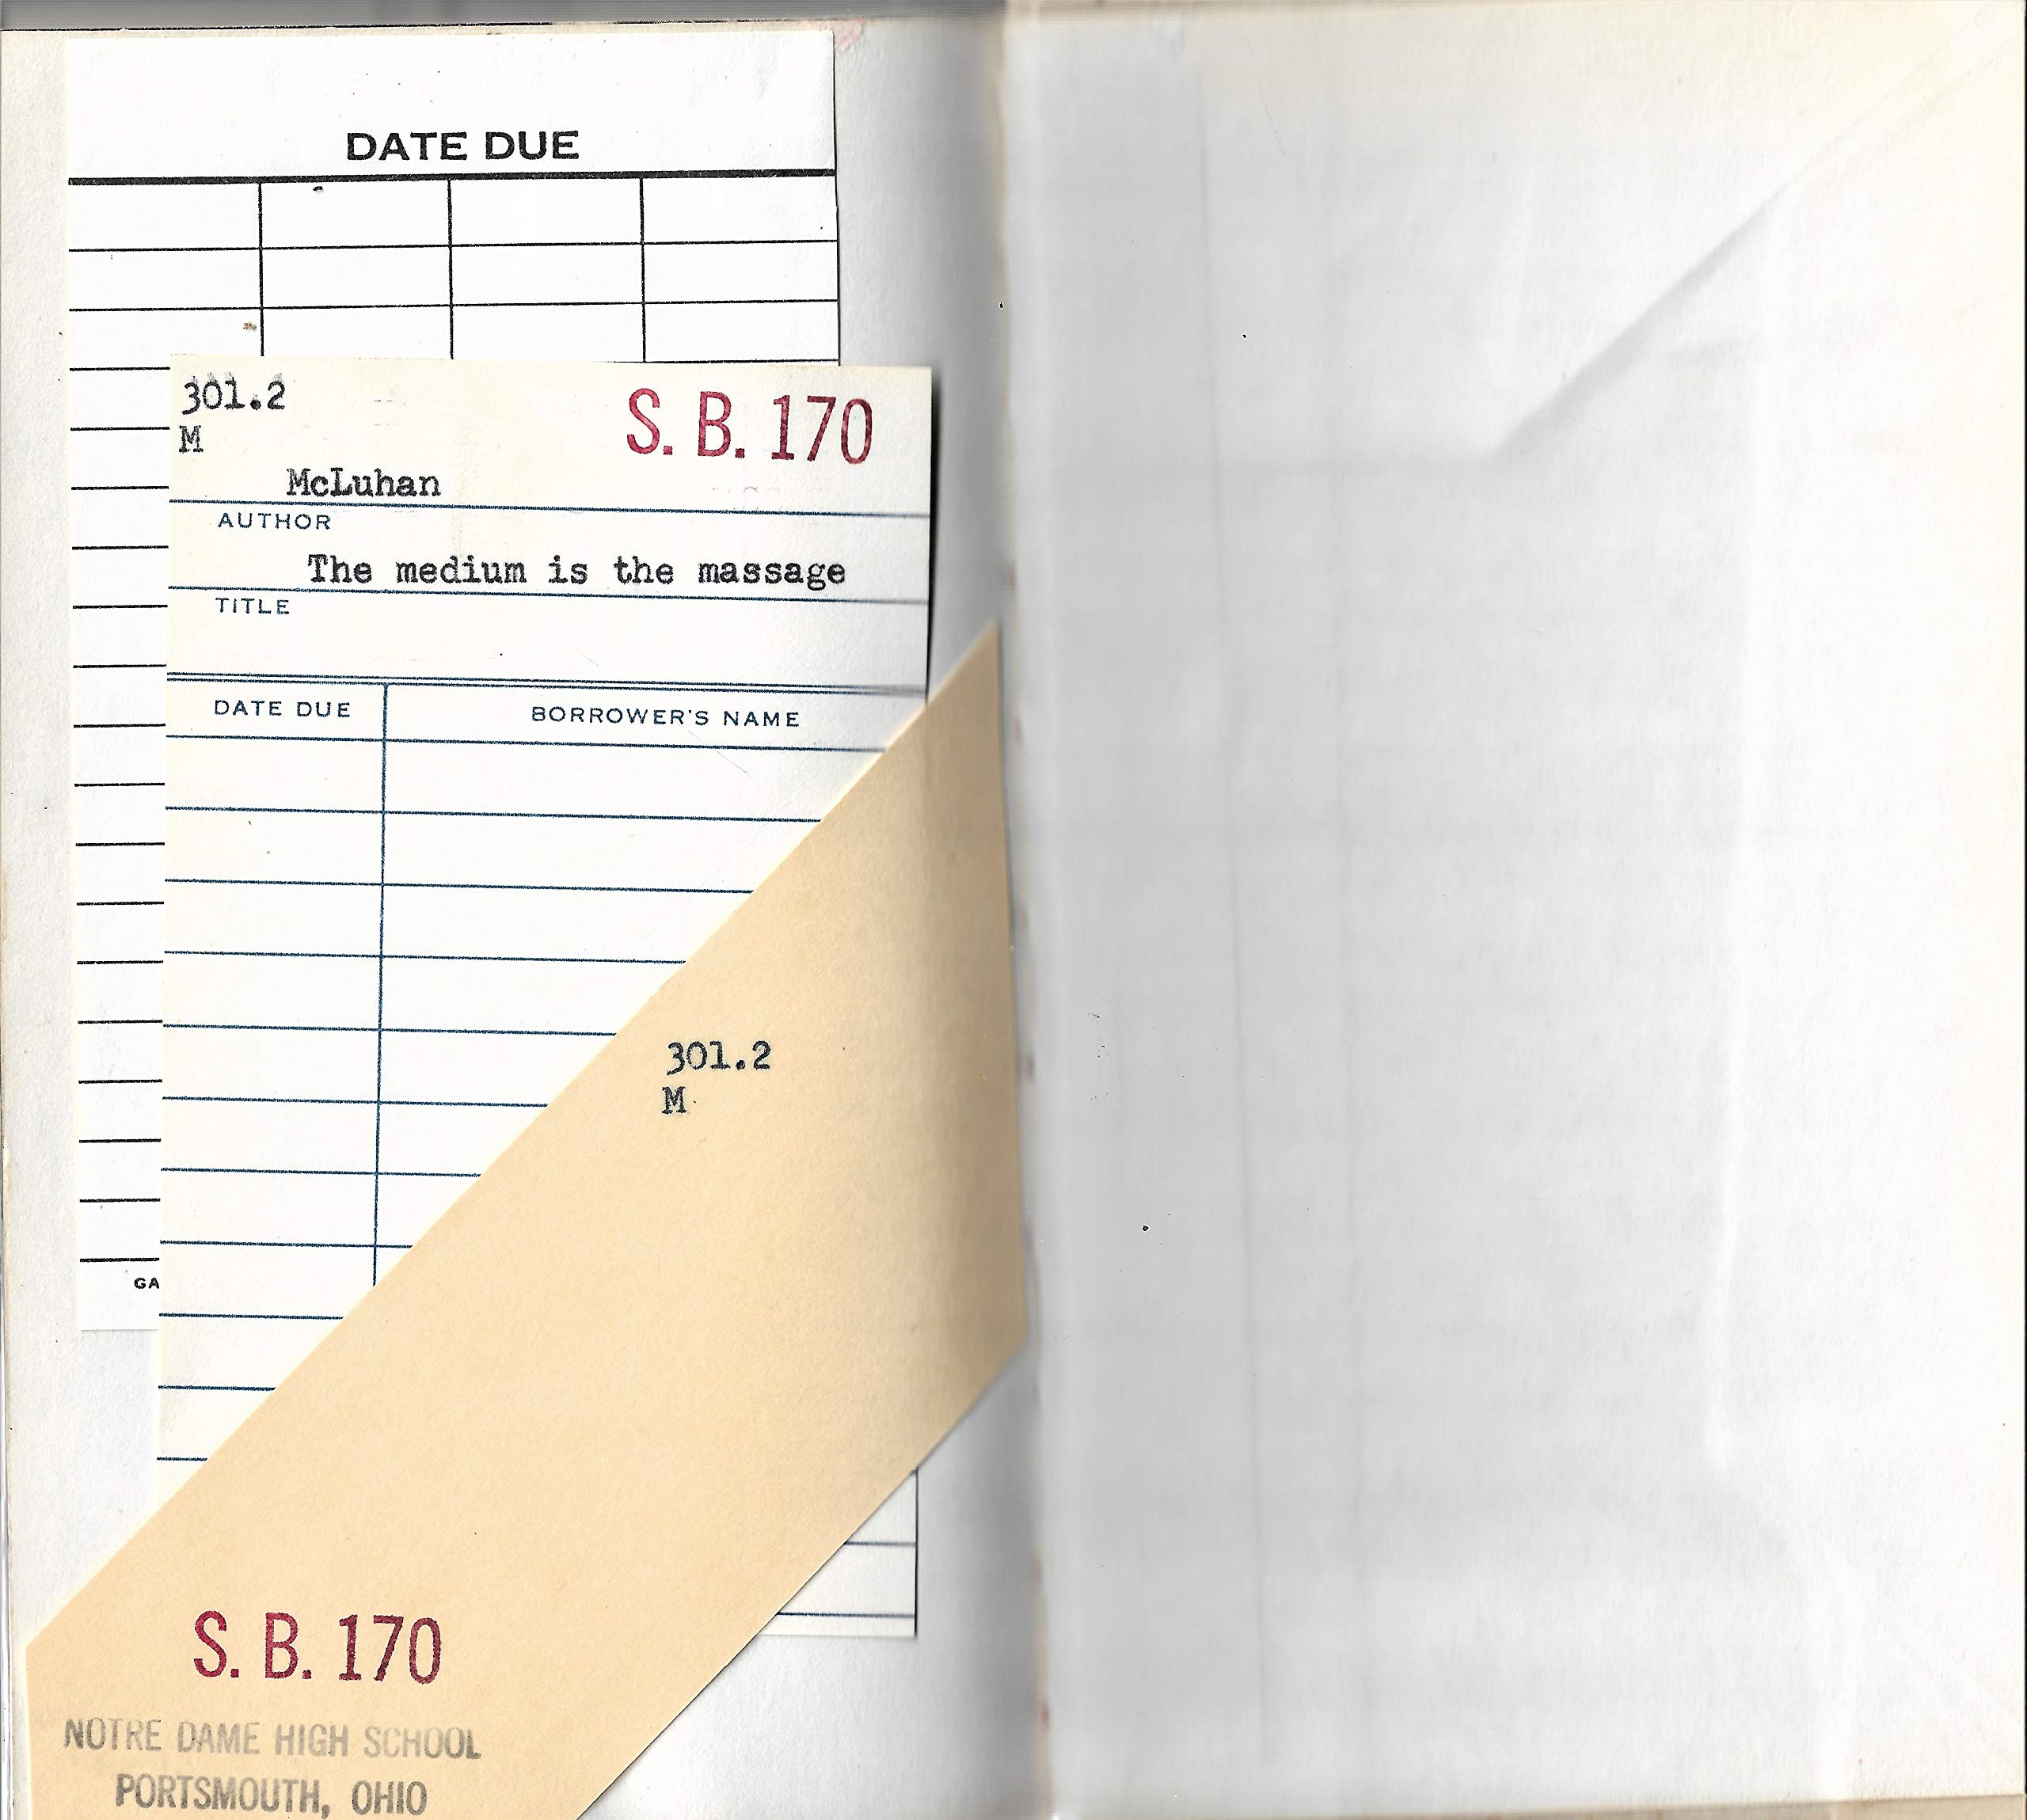 DATE DUE
301.2
M
S. B. 170
McLuhan
AUTHOR
The medium is the massage
TITLE
DATE DUE
BORROWER'S NAME
301.2
M
GA
S. B. 170
NOTRE DAME HIGH SCHOOL
PORTSMOUTH, OHIO